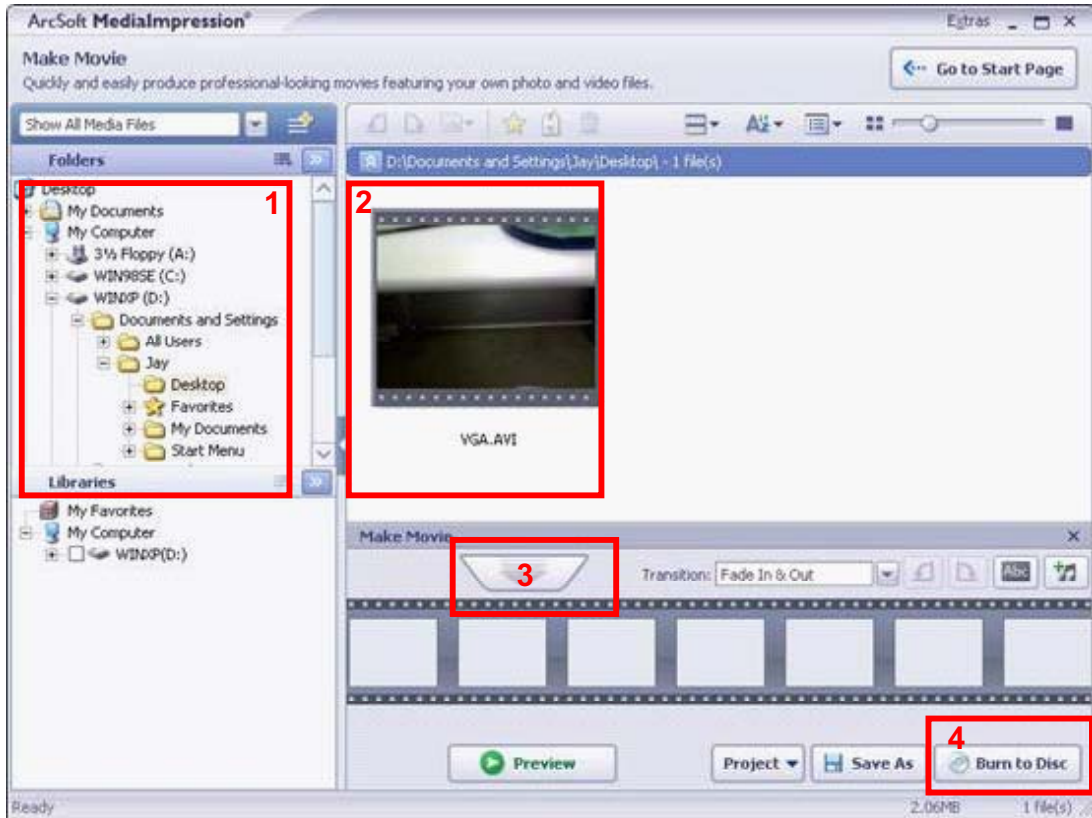 ArcSoft MediaImpression®
Extras
Make Movie
Quickly and easily produce professional-looking movies featuring your own photo and video files.
Go to Start Page
Show All Media Files
Folders
D:\Documents and Settings\Jay\Desktop\ - 1 file(s)
1
2
Desktop
My Documents
My Computer
3½ Floppy (A:)
WIN98SE (C:)
WINXP (D:)
Documents and Settings
All Users
Jay
Desktop
Favorites
My Documents
Start Menu
VGA.AVI
Libraries
My Favorites
My Computer
WINXP(D:)
Make Movie
3
Transition: Fade In & Out
Abc
4
Preview
Project
Save As
Burn to Disc
Ready
2.06MB
1 file(s)